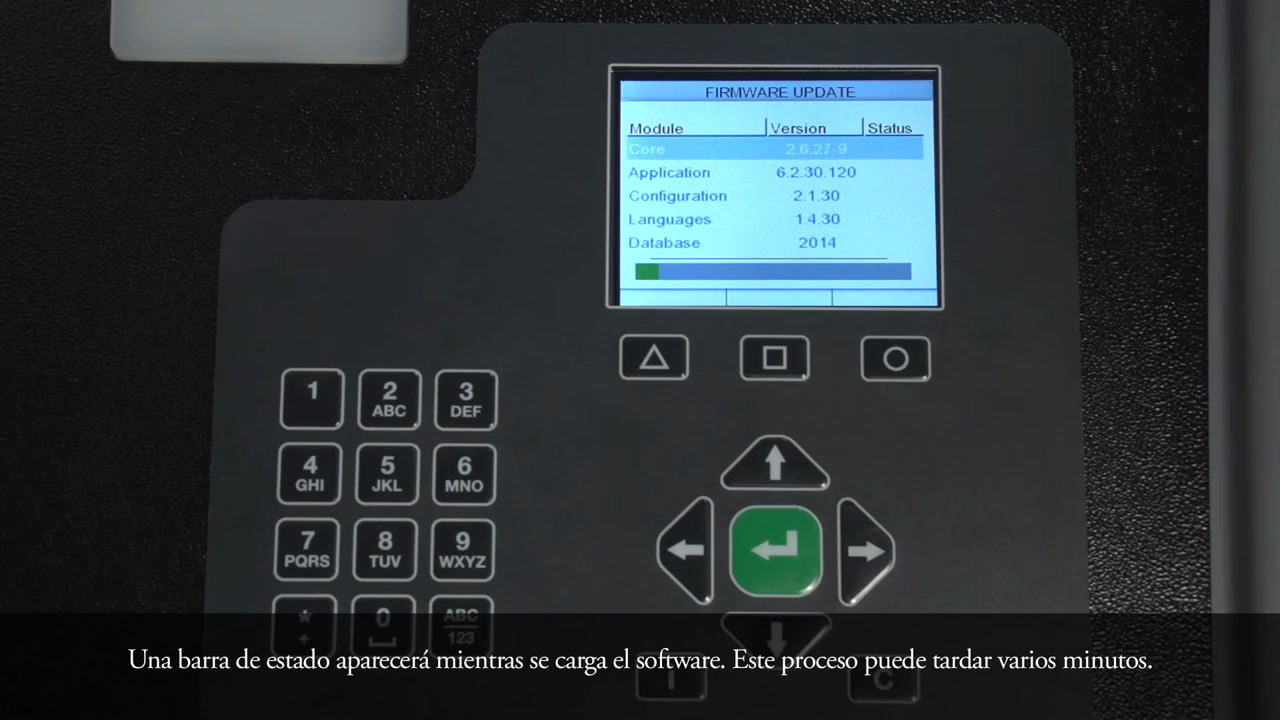 FIRMWARE UPDATE
Module Version Status
Core 2.6.27-9
Application 6.2.30.120
Configuration 2.1.30
Languages 1.4.30
Database 2014
1
2 ABC
3 DEF
4 GHI
5 JKL
6 MNO
7 PQRS
8 TUV
9 WXYZ
* +
0
ABC 123
I
C
Una barra de estado aparecerá mientras se carga el software. Este proceso puede tardar varios minutos.